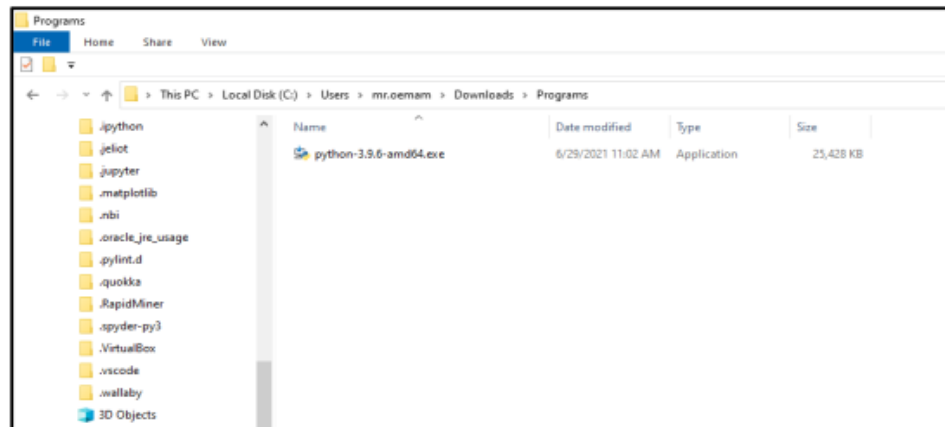 Programs
File Home Share View
This PC > Local Disk (C:) > Users > mr.oemam > Downloads > Programs
.ipython
.jeliot
.jupyter
.matplotlib
.nbi
.oracle_jre_usage
.pylint.d
.quokka
.RapidMiner
.spyder-py3
.VirtualBox
.vscode
.wallaby
3D Objects
Name Date modified Type Size
python-3.9.6-amd64.exe 6/29/2021 11:02 AM Application 25,428 KB